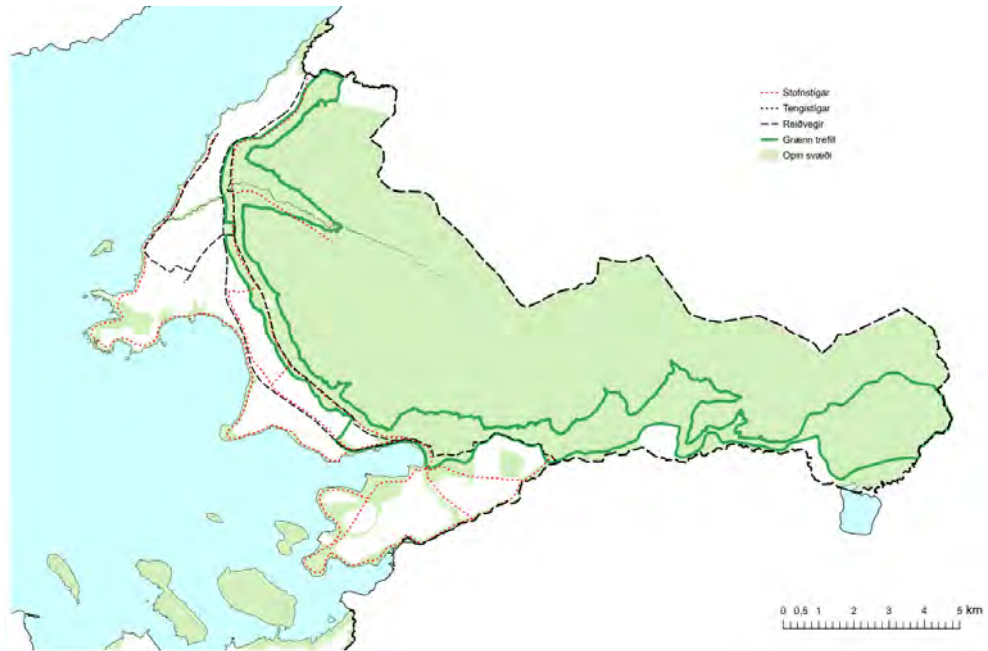 Stofnstígar
Tengistígar
Reiðvegir
Grænn trefill
Opin svæði
0 0,5 1 2 3 4 5 km